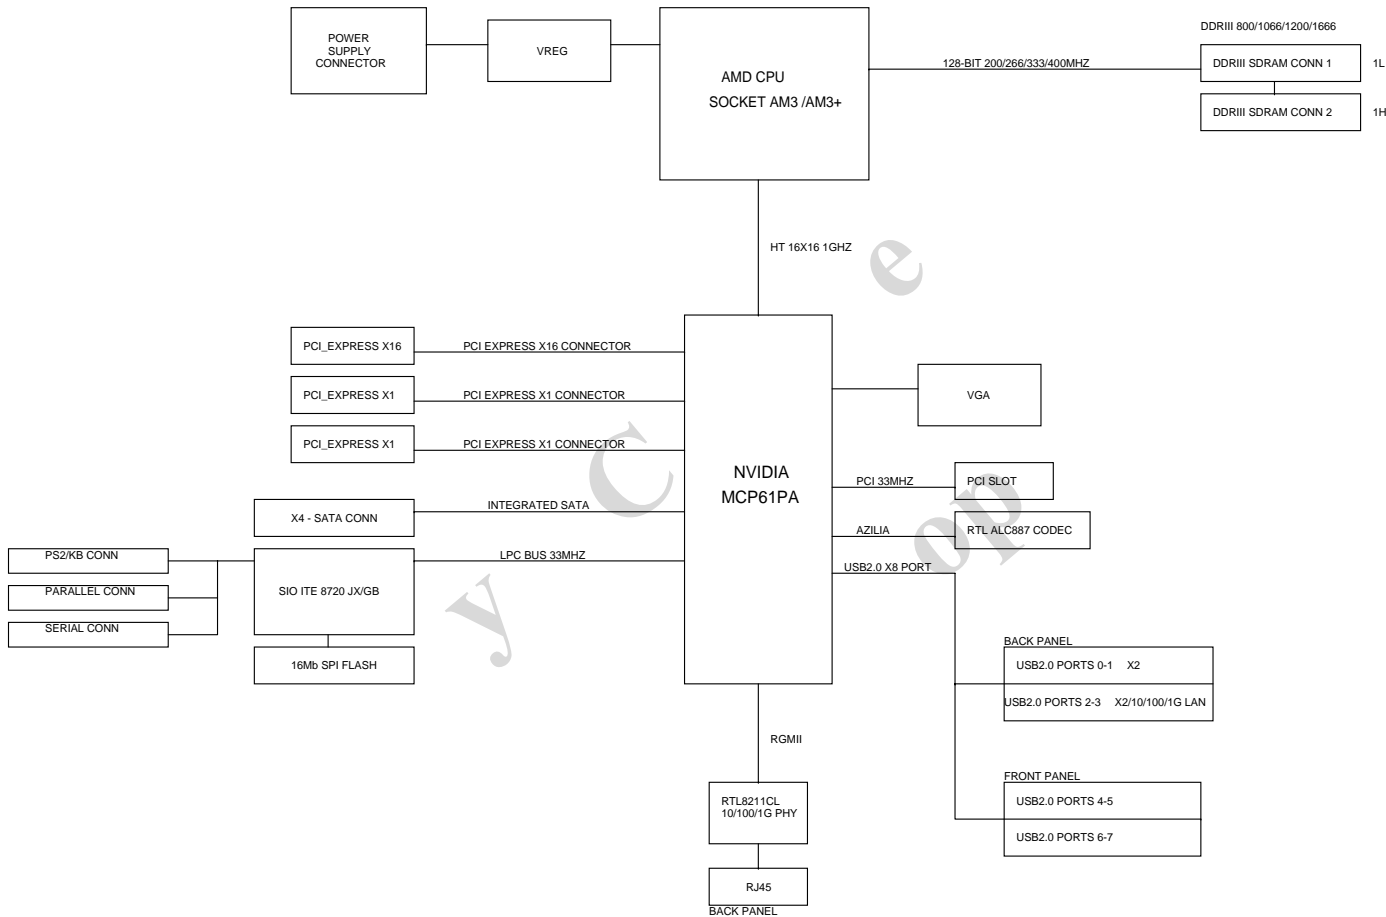 DDRIII 800/1066/1200/1666
POWER
SUPPLY
CONNECTOR
VREG
AMD CPU
SOCKET AM3 /AM3+
128-BIT 200/266/333/400MHZ
DDRIII SDRAM CONN 1
1L
DDRIII SDRAM CONN 2
1H
HT 16X16 1GHZ
PCI_EXPRESS X16
PCI EXPRESS X16 CONNECTOR
PCI_EXPRESS X1
PCI EXPRESS X1 CONNECTOR
PCI_EXPRESS X1
PCI EXPRESS X1 CONNECTOR
NVIDIA
MCP61PA
VGA
PCI 33MHZ
PCI SLOT
X4 - SATA CONN
INTEGRATED SATA
AZILIA
RTL ALC887 CODEC
PS2/KB CONN
PARALLEL CONN
SERIAL CONN
SIO ITE 8720 JX/GB
LPC BUS 33MHZ
16Mb SPI FLASH
USB2.0 X8 PORT
BACK PANEL
USB2.0 PORTS 0-1 X2
USB2.0 PORTS 2-3 X2/10/100/1G LAN
RGMII
FRONT PANEL
USB2.0 PORTS 4-5
USB2.0 PORTS 6-7
RTL8211CL
10/100/1G PHY
RJ45
BACK PANEL
y C op e